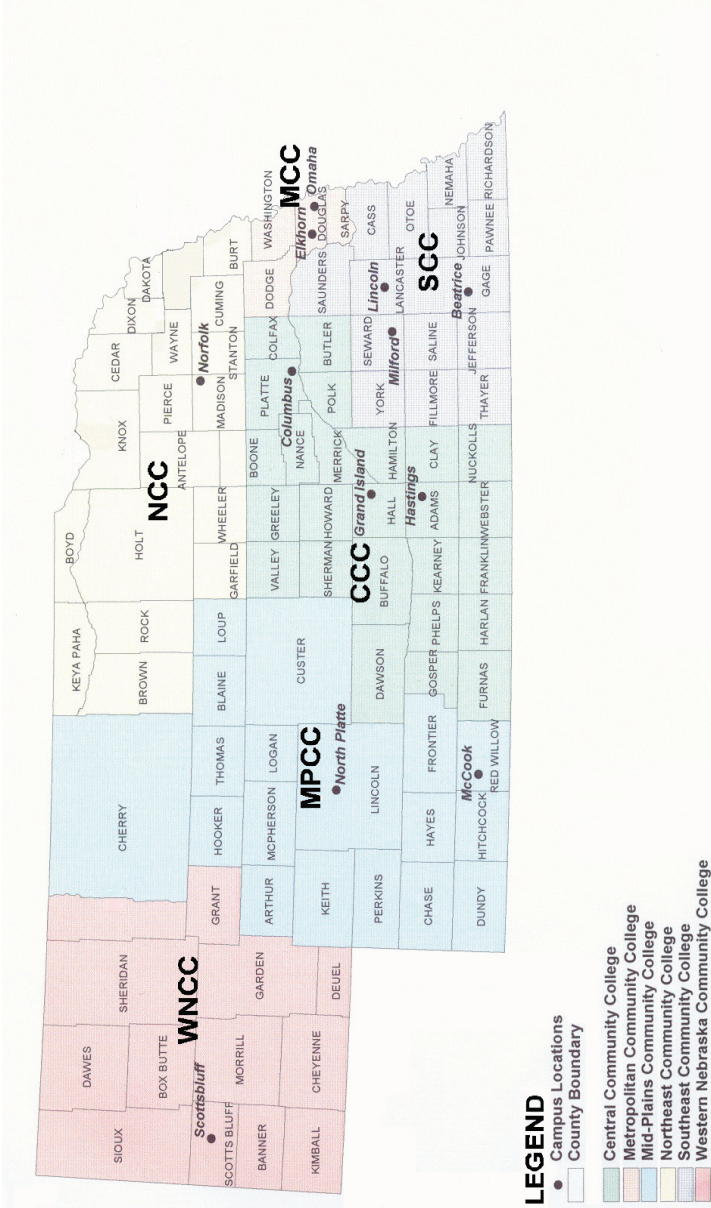 KEYA PAHA
BOYD
SIOUX
DAWES
SHERIDAN
CHERRY
BROWN
ROCK
HOLT
KNOX
CEDAR
DIXON
DAKOTA
BOX BUTTE
NCC
ANTELOPE
PIERCE
WAYNE
WNCC
Scottsbluff
Norfolk
SCOTTS BLUFF
GRANT
HOOKER
THOMAS
BLAINE
LOUP
GARFIELD
WHEELER
MADISON
STANTON
CUMING
BURT
BANNER
MORRILL
GARDEN
ARTHUR
MCPHERSON
LOGAN
VALLEY
GREELEY
BOONE
PLATTE
COLFAX
DODGE
WASHINGTON
Columbus
MCC
Elkhorn
Omaha
KIMBALL
CHEYENNE
DEUEL
KEITH
MPCC
CUSTER
SHERMAN
HOWARD
NANCE
MERRICK
POLK
BUTLER
SAUNDERS
DOUGLAS
SARPY
North Platte
CCC
Grand Island
PERKINS
LINCOLN
DAWSON
BUFFALO
HALL
HAMILTON
YORK
SEWARD
Milford
Lincoln
LANCASTER
CASS
OTOE
Hastings
SCC
CHASE
HAYES
FRONTIER
GOSPER
PHELPS
KEARNEY
ADAMS
CLAY
FILLMORE
SALINE
Beatrice
JOHNSON
NEMAHA
McCook
DUNDY
HITCHCOCK
RED WILLOW
FURNAS
HARLAN
FRANKLIN
WEBSTER
NUCKOLLS
THAYER
JEFFERSON
GAGE
PAWNEE
RICHARDSON
LEGEND
Campus Locations
County Boundary
Central Community College
Metropolitan Community College
Mid-Plains Community College
Northeast Community College
Southeast Community College
Western Nebraska Community College